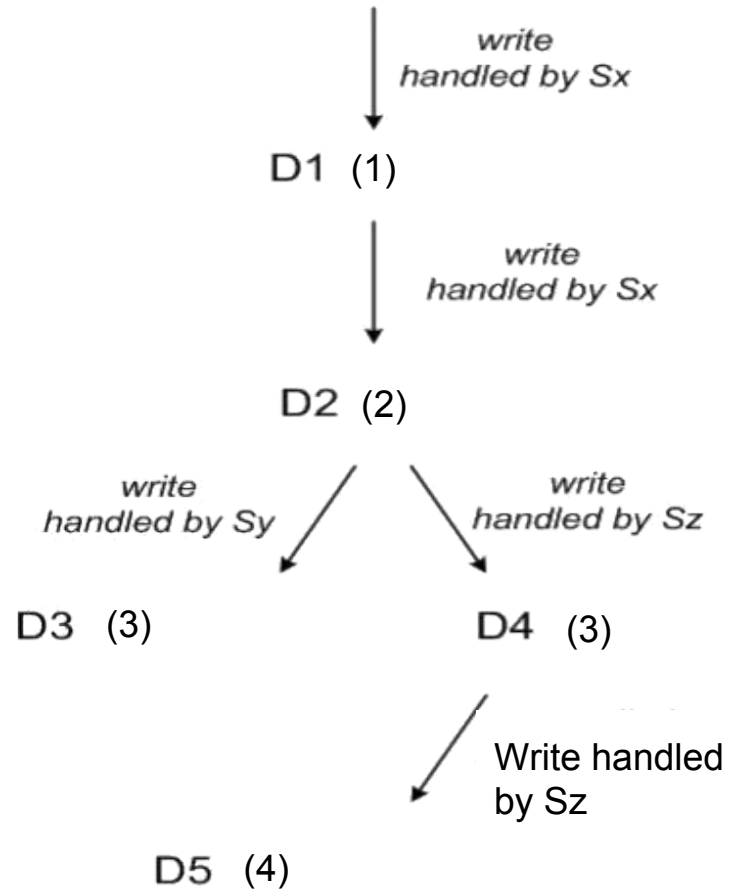 write
handled by Sx
D1 (1)
write
handled by Sx
D2 (2)
write
handled by Sy
write
handled by Sz
D3 (3)
D4 (3)
Write handled
by Sz
D5 (4)